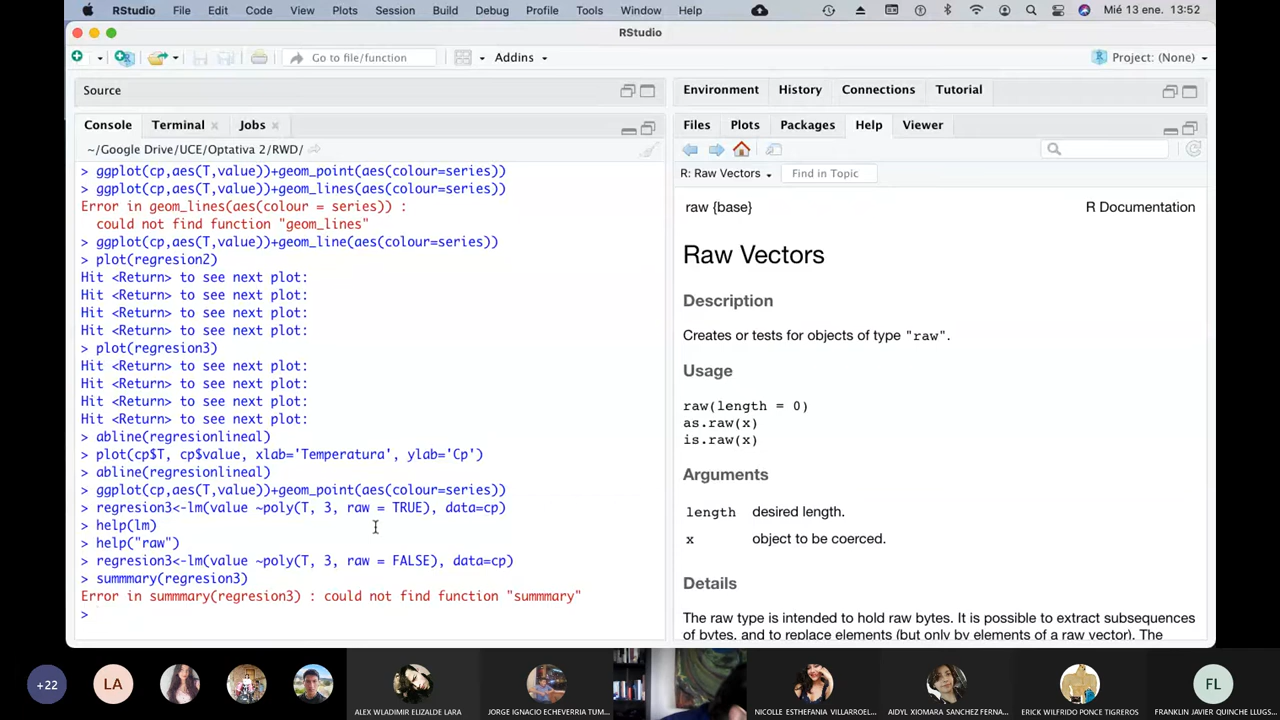 RStudio File Edit Code View Plots Session Build Debug Profile Tools Window Help Mié 13 ene. 13:52
RStudio
Go to file/function Addins Project: (None)
Source
Console Terminal Jobs
~/Google Drive/UCE/Optativa 2/RWD/
> ggplot(cp,aes(T,value))+geom_point(aes(colour=series))
> ggplot(cp,aes(T,value))+geom_lines(aes(colour=series))
Error in geom_lines(aes(colour = series)) :
could not find function "geom_lines"
> ggplot(cp,aes(T,value))+geom_line(aes(colour=series))
> plot(regresion2)
Hit <Return> to see next plot:
Hit <Return> to see next plot:
Hit <Return> to see next plot:
Hit <Return> to see next plot:
> plot(regresion3)
Hit <Return> to see next plot:
Hit <Return> to see next plot:
Hit <Return> to see next plot:
Hit <Return> to see next plot:
> abline(regresionlineal)
> plot(cp$T, cp$value, xlab='Temperatura', ylab='Cp')
> abline(regresionlineal)
> ggplot(cp,aes(T,value))+geom_point(aes(colour=series))
> regresion3<-lm(value ~poly(T, 3, raw = TRUE), data=cp)
> help(lm)
> help("raw")
> regresion3<-lm(value ~poly(T, 3, raw = FALSE), data=cp)
> summmary(regresion3)
Error in summmary(regresion3) : could not find function "summmary"
>
Environment History Connections Tutorial
Files Plots Packages Help Viewer
R: Raw Vectors Find in Topic
raw {base} R Documentation
Raw Vectors
Description
Creates or tests for objects of type "raw".
Usage
raw(length = 0)
as.raw(x)
is.raw(x)
Arguments
length desired length.
x object to be coerced.
Details
The raw type is intended to hold raw bytes. It is possible to extract subsequences
of bytes, and to replace elements (but only by elements of a raw vector). The
+22 LA FL
ALEX WLADIMIR ELIZALDE LARA JORGE IGNACIO ECHEVERRIA TUM... NICOLLE ESTHEFANIA VILLARROEL... AIDYL XIOMARA SANCHEZ FERNA... ERICK WILFRIDO PONCE TIGREROS FRANKLIN JAVIER QUINCHE LLUGS...